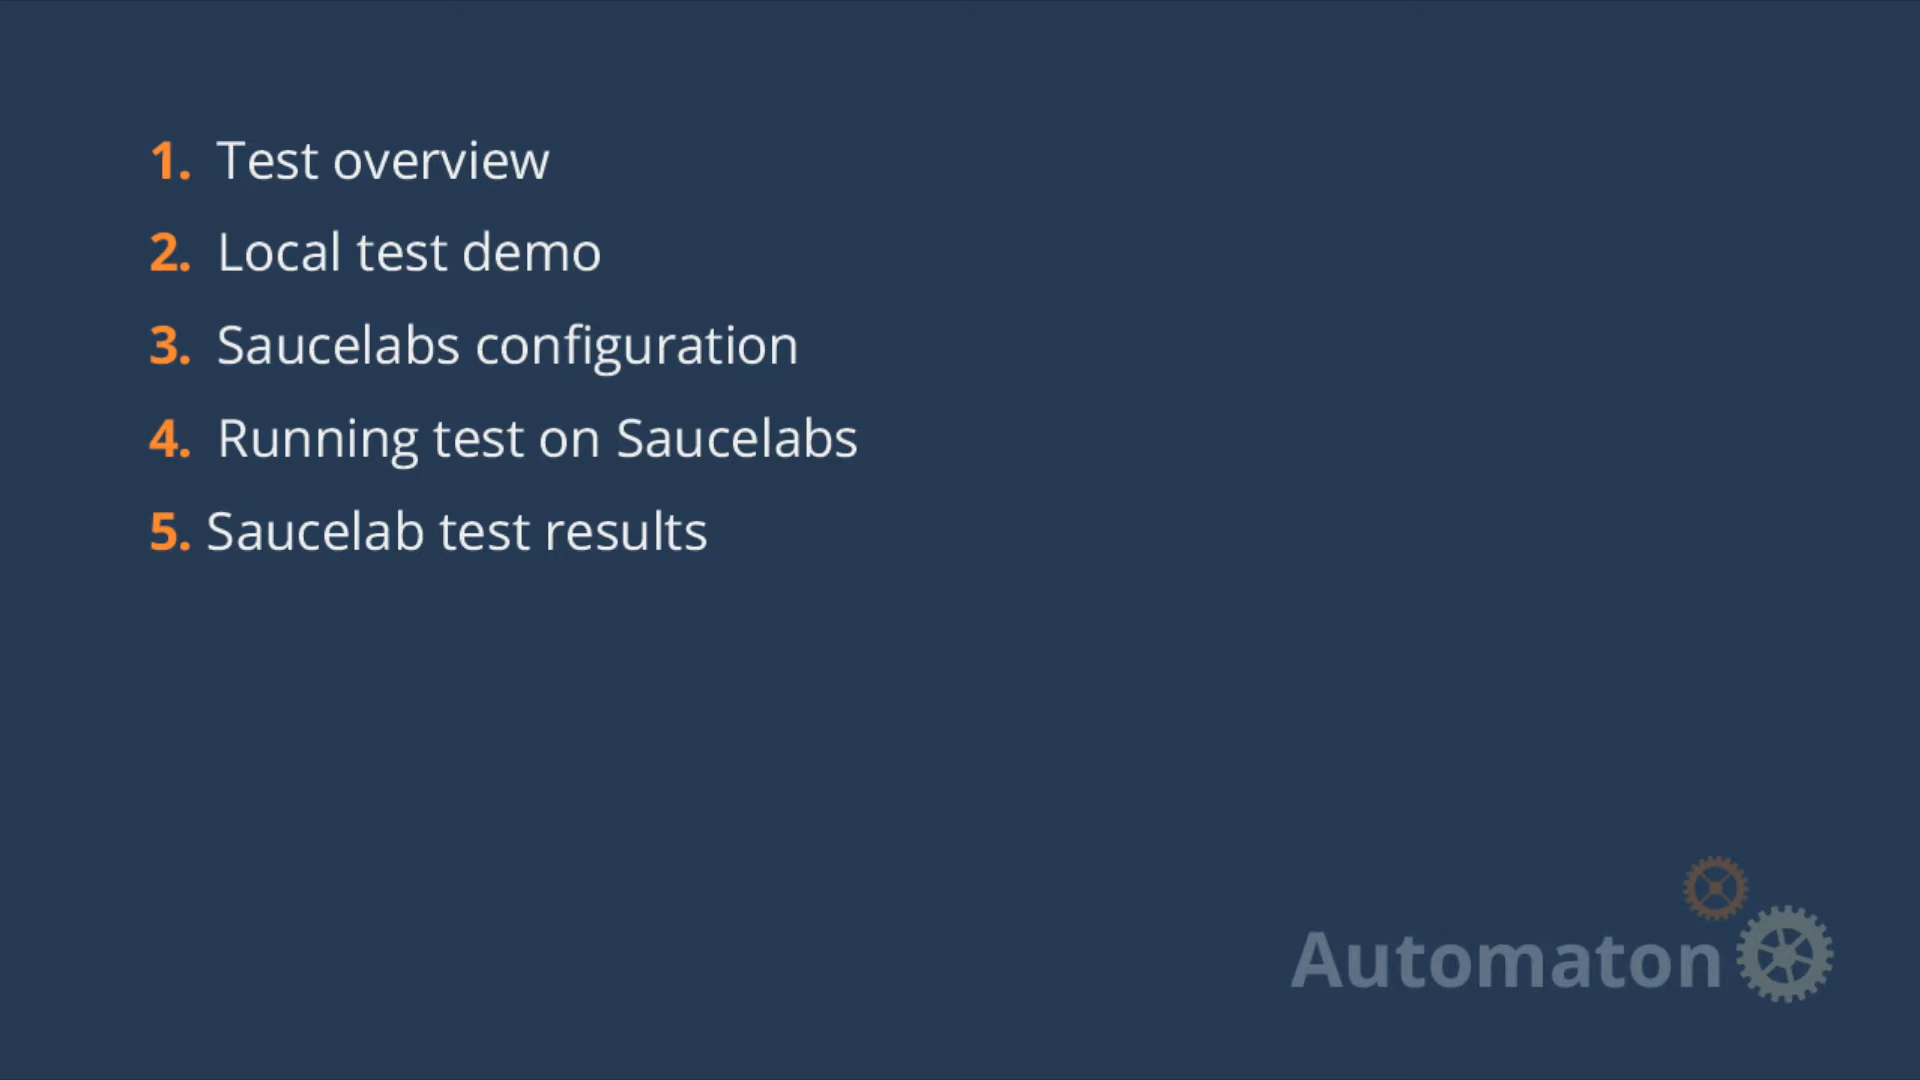 1. Test overview
2. Local test demo
3. Saucelabs configuration
4. Running test on Saucelabs
5. Saucelab test results
Automaton